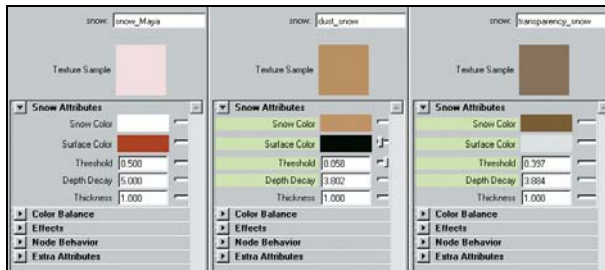 snow: snow_Maya
Texture Sample
Snow Attributes
Snow Color
Surface Color
Threshold 0.500
Depth Decay 5.000
Thickness 1.000
Color Balance
Effects
Node Behavior
Extra Attributes
snow: dust_snow
Texture Sample
Snow Attributes
Snow Color
Surface Color
Threshold 0.058
Depth Decay 3.802
Thickness 1.000
Color Balance
Effects
Node Behavior
Extra Attributes
snow: transparency_snow
Texture Sample
Snow Attributes
Snow Color
Surface Color
Threshold 0.397
Depth Decay 3.884
Thickness 1.000
Color Balance
Effects
Node Behavior
Extra Attributes